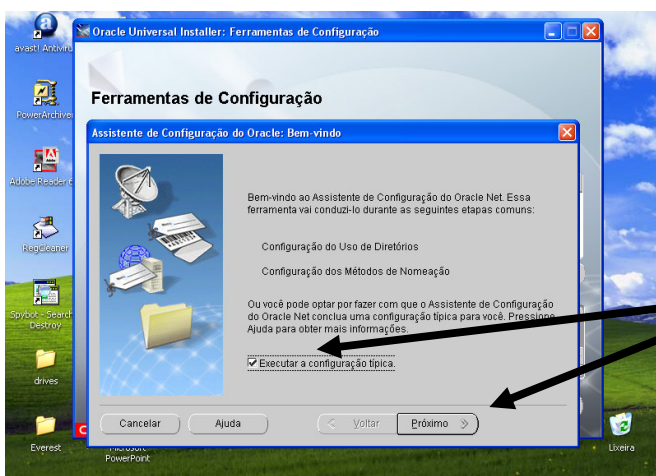 Oracle Universal Installer: Ferramentas de Configuração
avast! Antiviru
Ferramentas de Configuração
PowerArchiver
Assistente de Configuração do Oracle: Bem-vindo
Adobe Reader 6
Bem-vindo ao Assistente de Configuração do Oracle Net. Essa
ferramenta vai conduzi-lo durante as seguintes etapas comuns:
RegCleaner
Configuração do Uso de Diretórios
Configuração dos Métodos de Nomeação
Ou você pode optar por fazer com que o Assistente de Configuração
do Oracle Net conclua uma configuração típica para você. Pressione
Ajuda para obter mais informações.
Spybot - Search
Destroy
Executar a configuração típica.
drives
Cancelar
Ajuda
< Voltar
Próximo >
Everest
Microsoft
PowerPoint
Lixeira